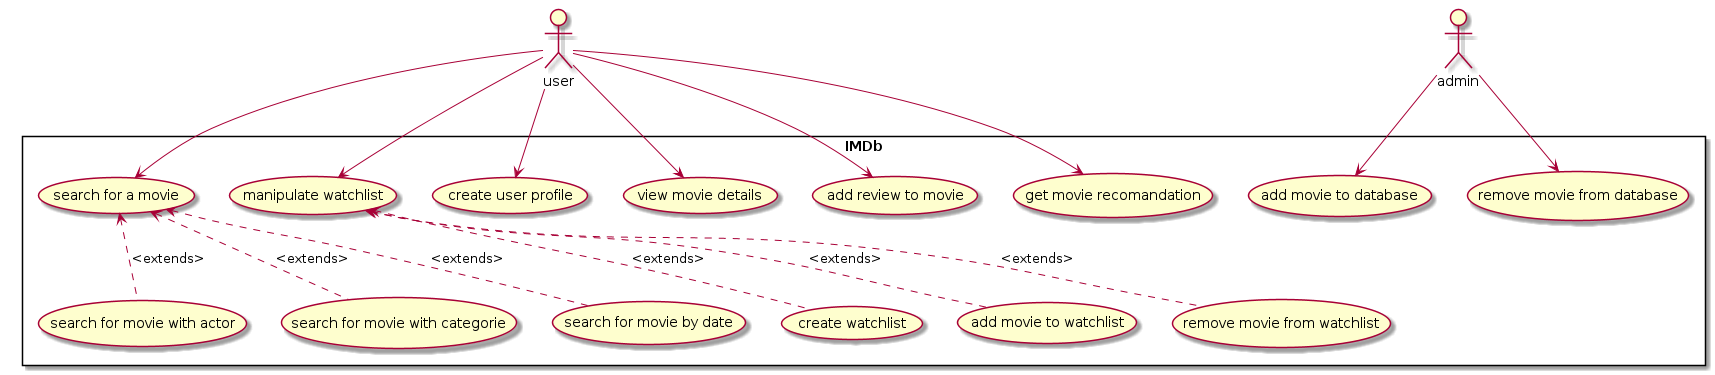 user
admin
IMDb
search for a movie
manipulate watchlist
create user profile
view movie details
add review to movie
get movie recomandation
add movie to database
remove movie from database
<extends>
<extends>
<extends>
<extends>
<extends>
<extends>
search for movie with actor
search for movie with categorie
search for movie by date
create watchlist
add movie to watchlist
remove movie from watchlist